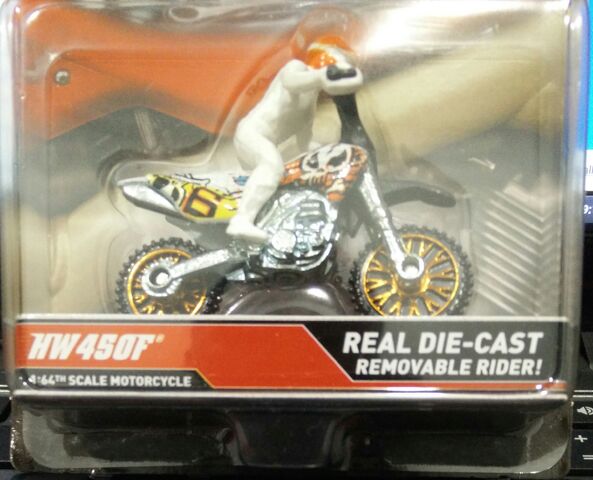 HW450F®
1:64TH SCALE MOTORCYCLE
REAL DIE-CAST
REMOVABLE RIDER!